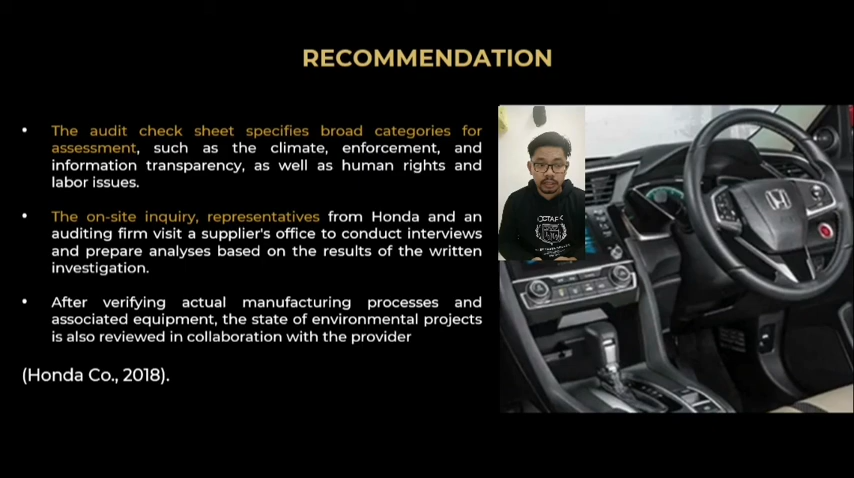 RECOMMENDATION
• The audit check sheet specifies broad categories for
assessment, such as the climate, enforcement, and
information transparency, as well as human rights and
labor issues.
• The on-site inquiry, representatives from Honda and an
auditing firm visit a supplier's office to conduct interviews
and prepare analyses based on the results of the written
investigation.
• After verifying actual manufacturing processes and
associated equipment, the state of environmental projects
is also reviewed in collaboration with the provider
(Honda Co., 2018).